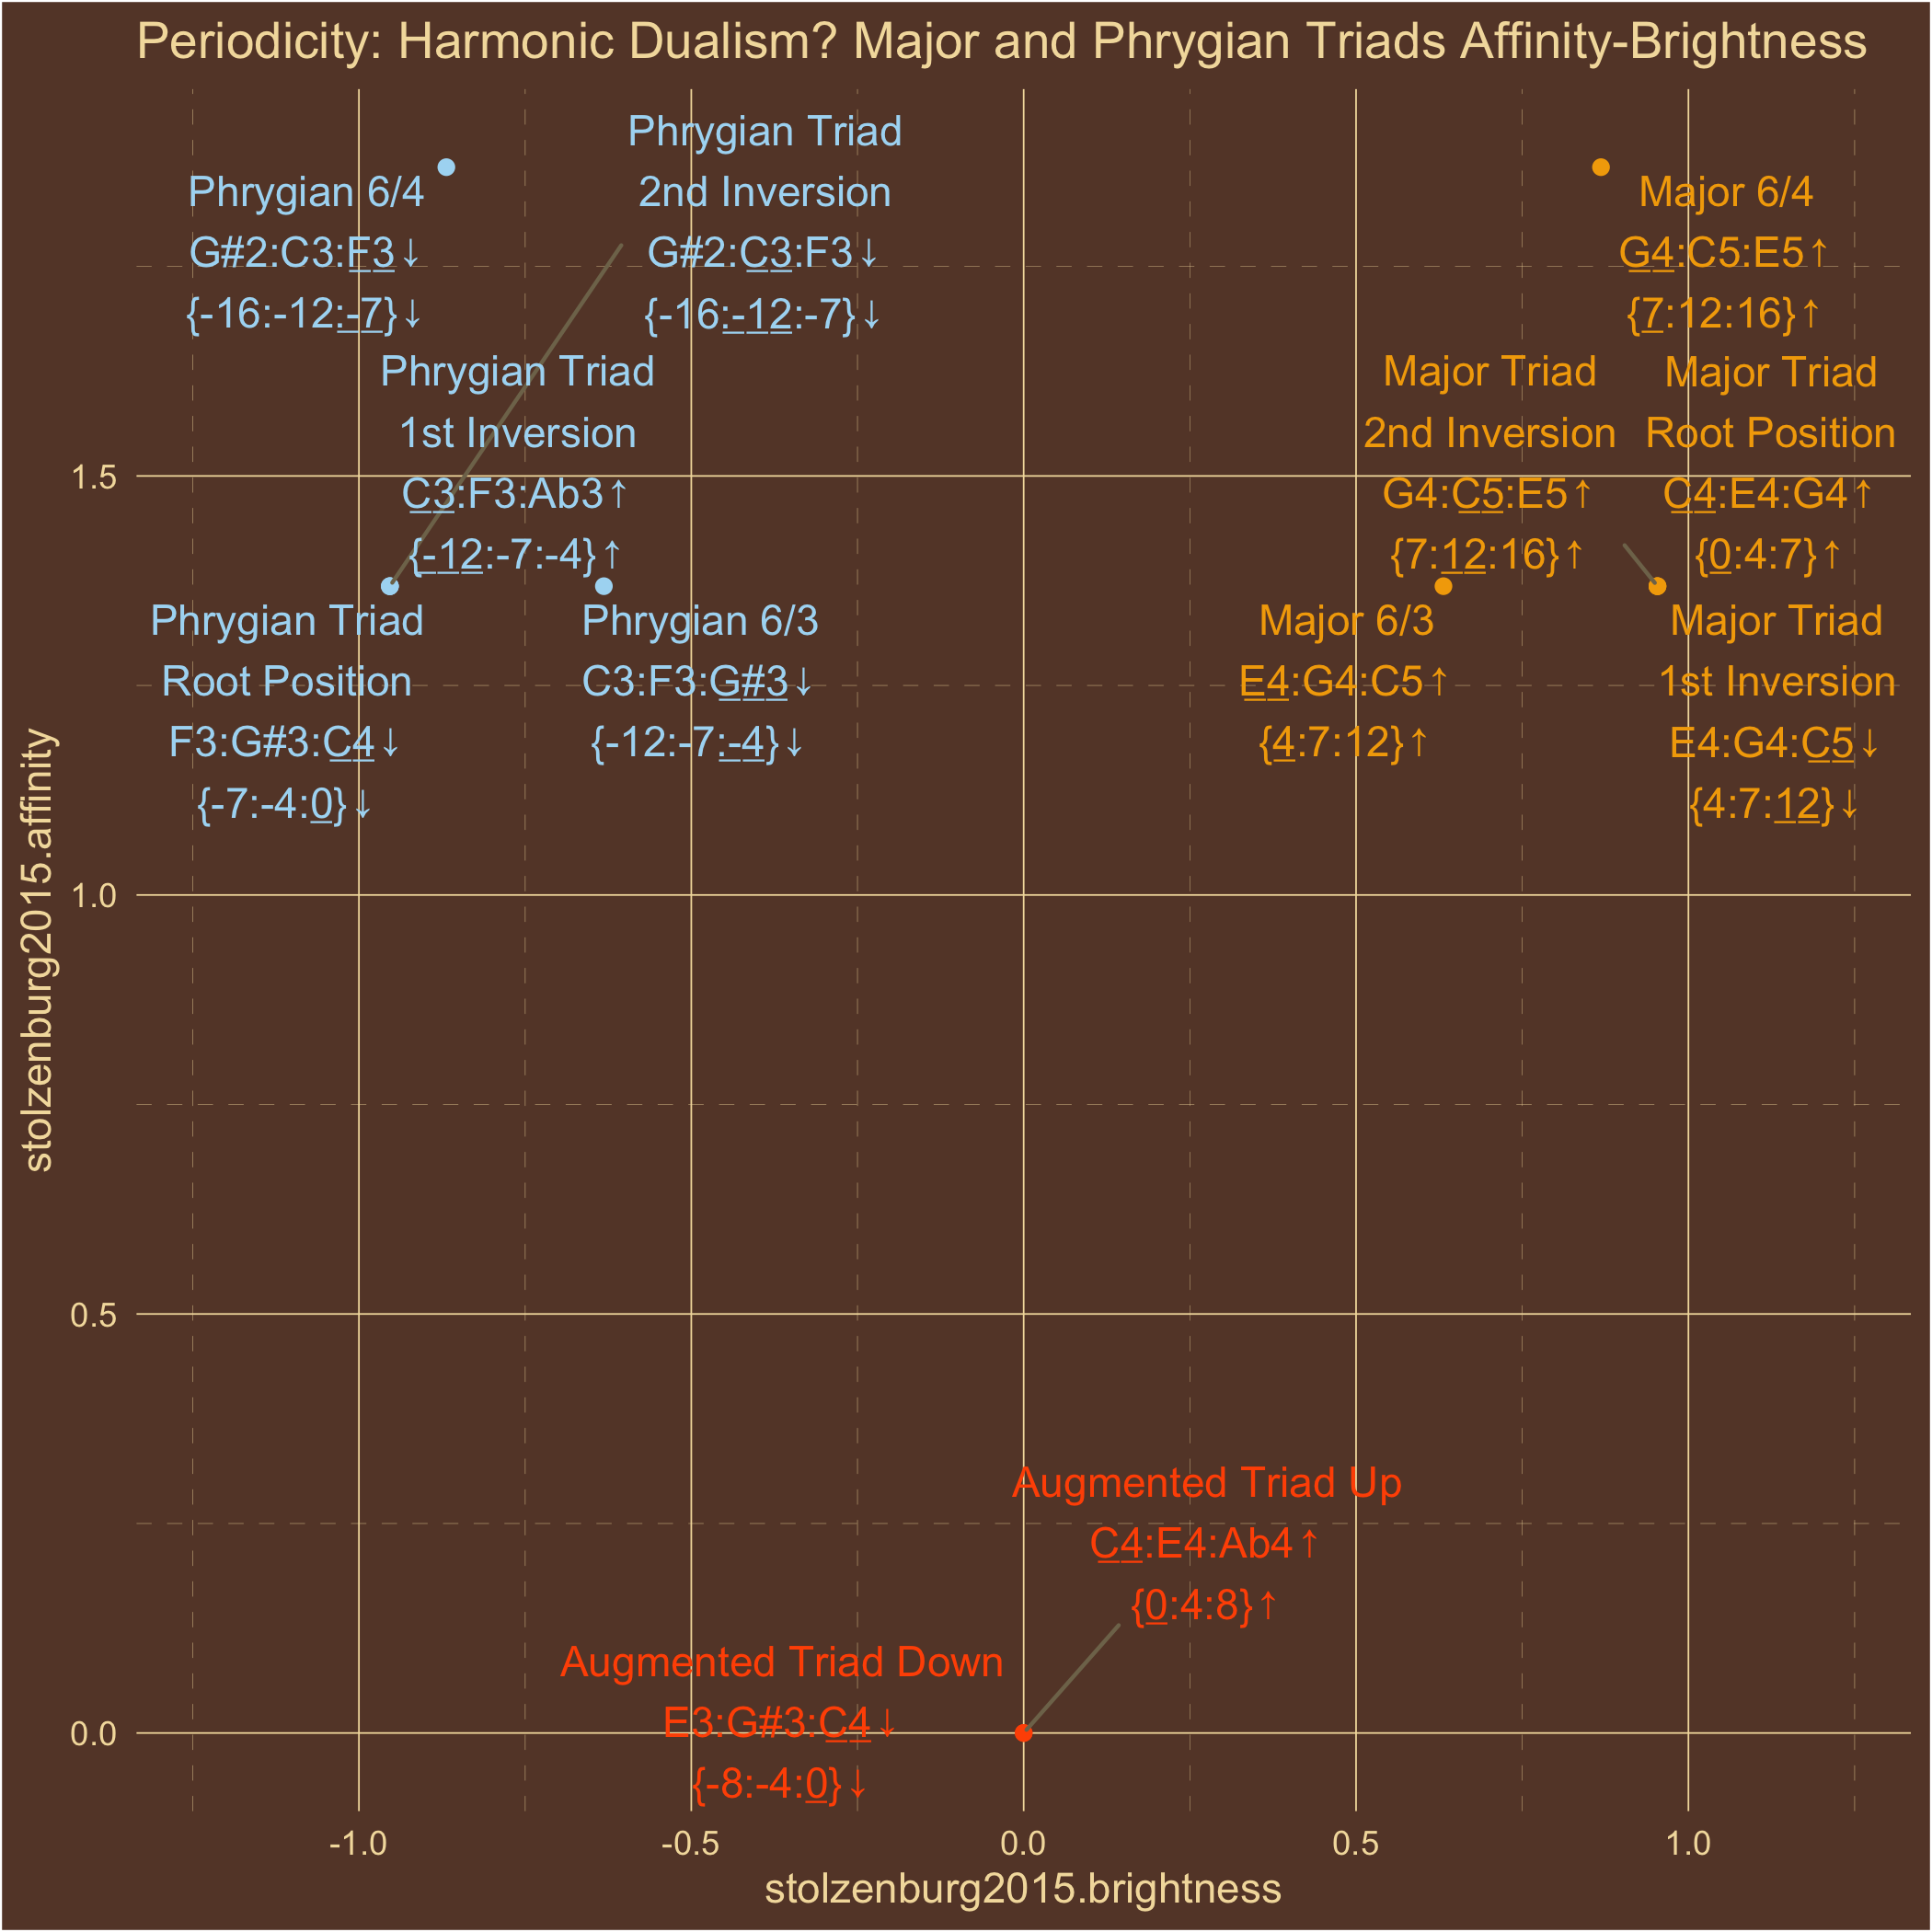 Periodicity: Harmonic Dualism? Major and Phrygian Triads Affinity-Brightness
Phrygian 6/4
G#2:C3:F3↓
{-16:-12:-7}↓
Phrygian Triad
2nd Inversion
G#2:C3:F3↓
{-16:-12:-7}↓
Major 6/4
G4:C5:E5↑
{7:12:16}↑
Phrygian Triad
1st Inversion
C3:F3:Ab3↑
{-12:-7:-4}↑
Major Triad
2nd Inversion
G4:C5:E5↑
{7:12:16}↑
Major Triad
Root Position
C4:E4:G4↑
{0:4:7}↑
Phrygian Triad
Root Position
F3:G#3:C4↓
{-7:-4:0}↓
Phrygian 6/3
C3:F3:G#3↓
{-12:-7:-4}↓
Major 6/3
E4:G4:C5↑
{4:7:12}↑
Major Triad
1st Inversion
E4:G4:C5↓
{4:7:12}↓
Augmented Triad Up
C4:E4:Ab4↑
{0:4:8}↑
Augmented Triad Down
E3:G#3:C4↓
{-8:-4:0}↓
stolzenburg2015.affinity
1.5
1.0
0.5
0.0
-1.0
-0.5
0.0
0.5
1.0
stolzenburg2015.brightness